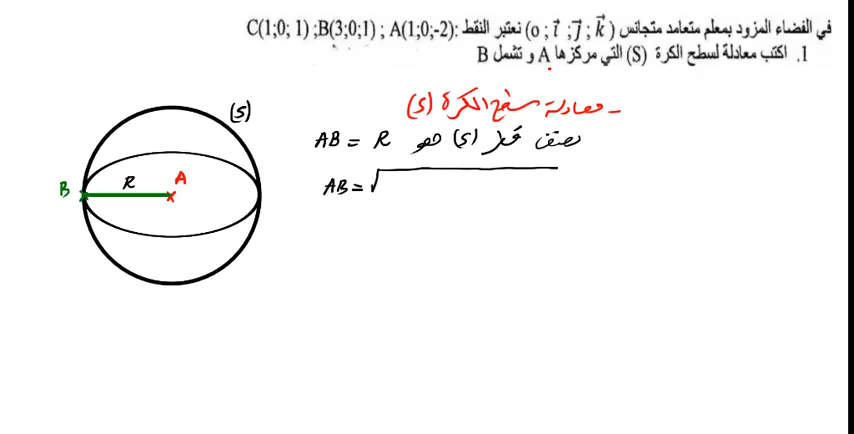 في الفضاء المزود بمعلم متعامد متجانس (o ; i⃗ ; j⃗ ; k⃗) نعتبر النقط :A(1;0;-2) ; B(3;0;1) ; C(1;0; 1)
1. اكتب معادلة لسطح الكرة (S) التي مركزها A و تشمل B
- معادلة سطح الكرة (S)
(S)
نصف قطر (S) هو AB = R
A
R
B
AB = √